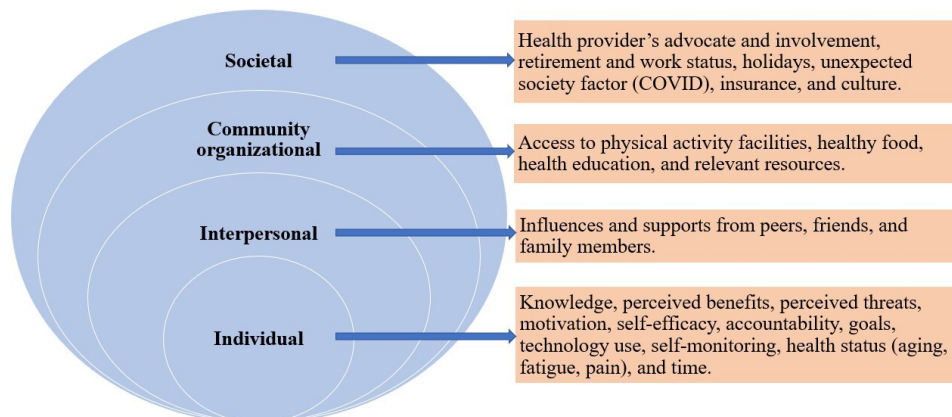 Societal
Health provider's advocate and involvement,
retirement and work status, holidays, unexpected
society factor (COVID), insurance, and culture.
Community
organizational
Access to physical activity facilities, healthy food,
health education, and relevant resources.
Interpersonal
Influences and supports from peers, friends, and
family members.
Individual
Knowledge, perceived benefits, perceived threats,
motivation, self-efficacy, accountability, goals,
technology use, self-monitoring, health status (aging,
fatigue, pain), and time.